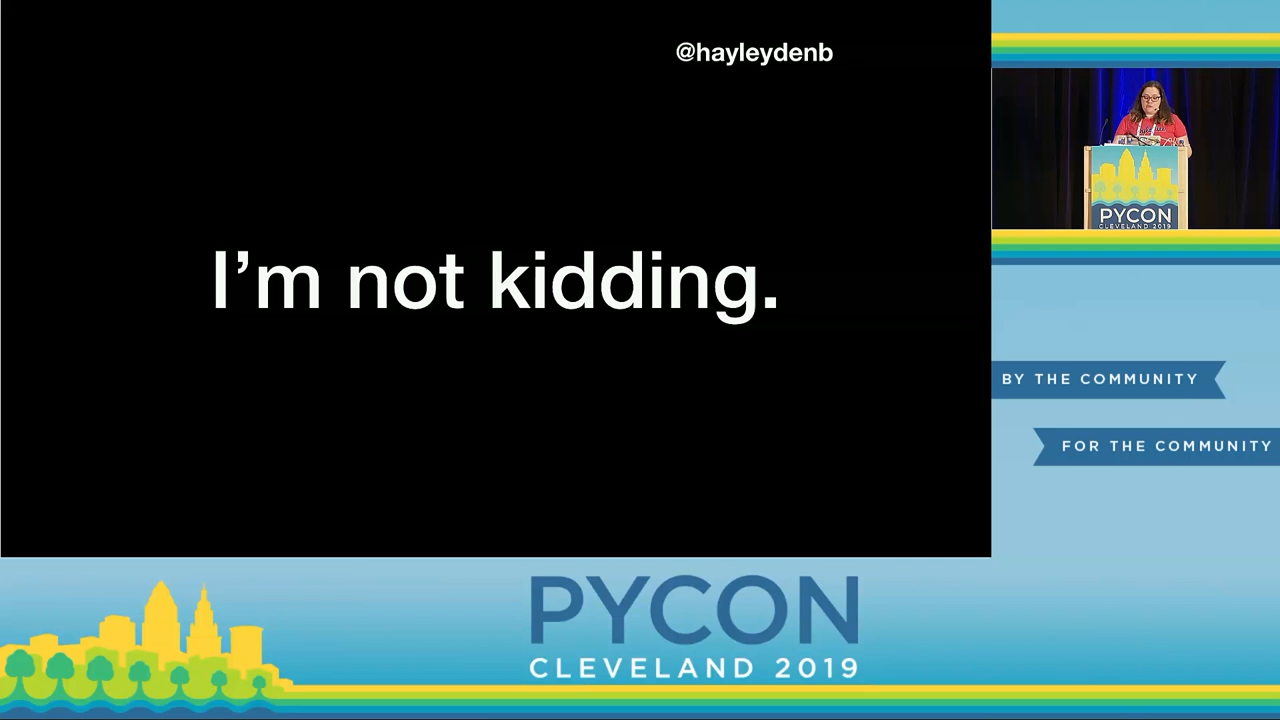 @hayleydenb
I’m not kidding.
PYCON
CLEVELAND 2019
BY THE COMMUNITY
FOR THE COMMUNITY
PYCON
CLEVELAND 2019